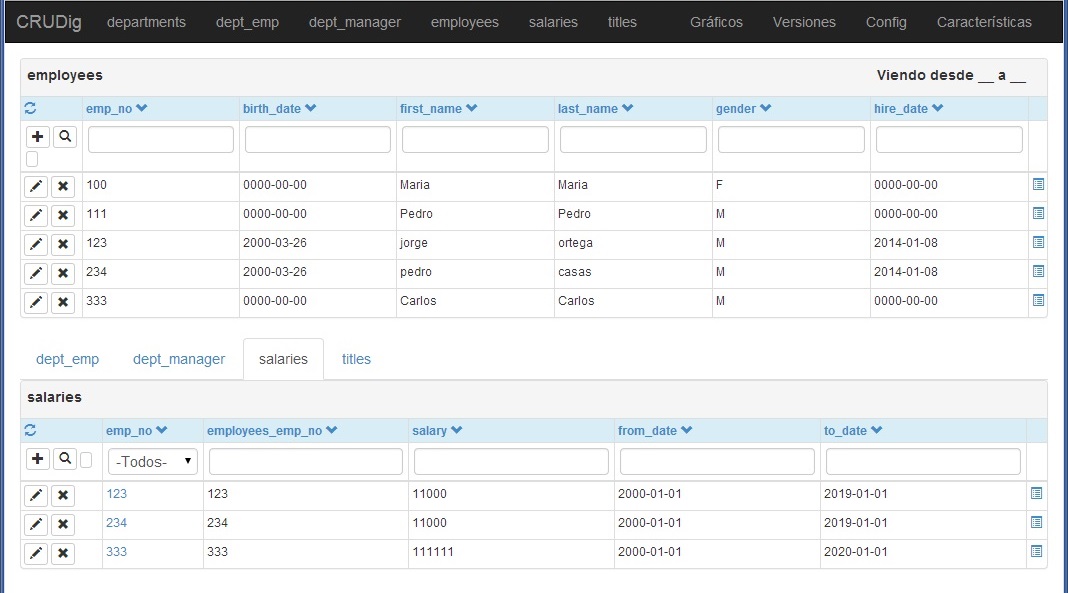 CRUDig departments dept_emp dept_manager employees salaries titles Gráficos Versiones Config Características
employees Viendo desde __ a __
emp_no birth_date first_name last_name gender hire_date
100 0000-00-00 Maria Maria F 0000-00-00
111 0000-00-00 Pedro Pedro M 0000-00-00
123 2000-03-26 jorge ortega M 2014-01-08
234 2000-03-26 pedro casas M 2014-01-08
333 0000-00-00 Carlos Carlos M 0000-00-00
dept_emp dept_manager salaries titles
salaries
emp_no employees_emp_no salary from_date to_date
-Todos-
123 123 11000 2000-01-01 2019-01-01
234 234 11000 2000-01-01 2019-01-01
333 333 111111 2000-01-01 2020-01-01